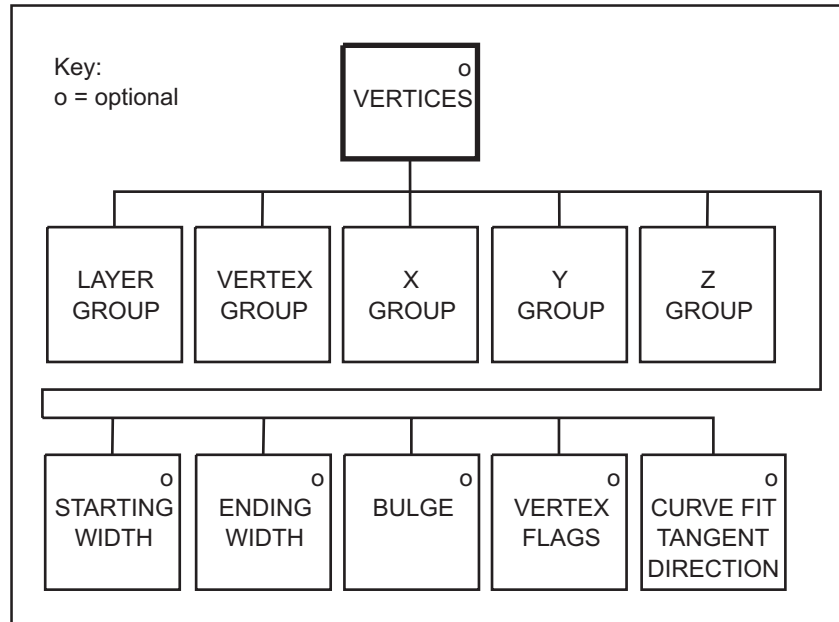 Key:
o = optional
o
VERTICES
LAYER
GROUP
VERTEX
GROUP
X
GROUP
Y
GROUP
Z
GROUP
o
STARTING
WIDTH
o
ENDING
WIDTH
o
BULGE
o
VERTEX
FLAGS
o
CURVE FIT
TANGENT
DIRECTION